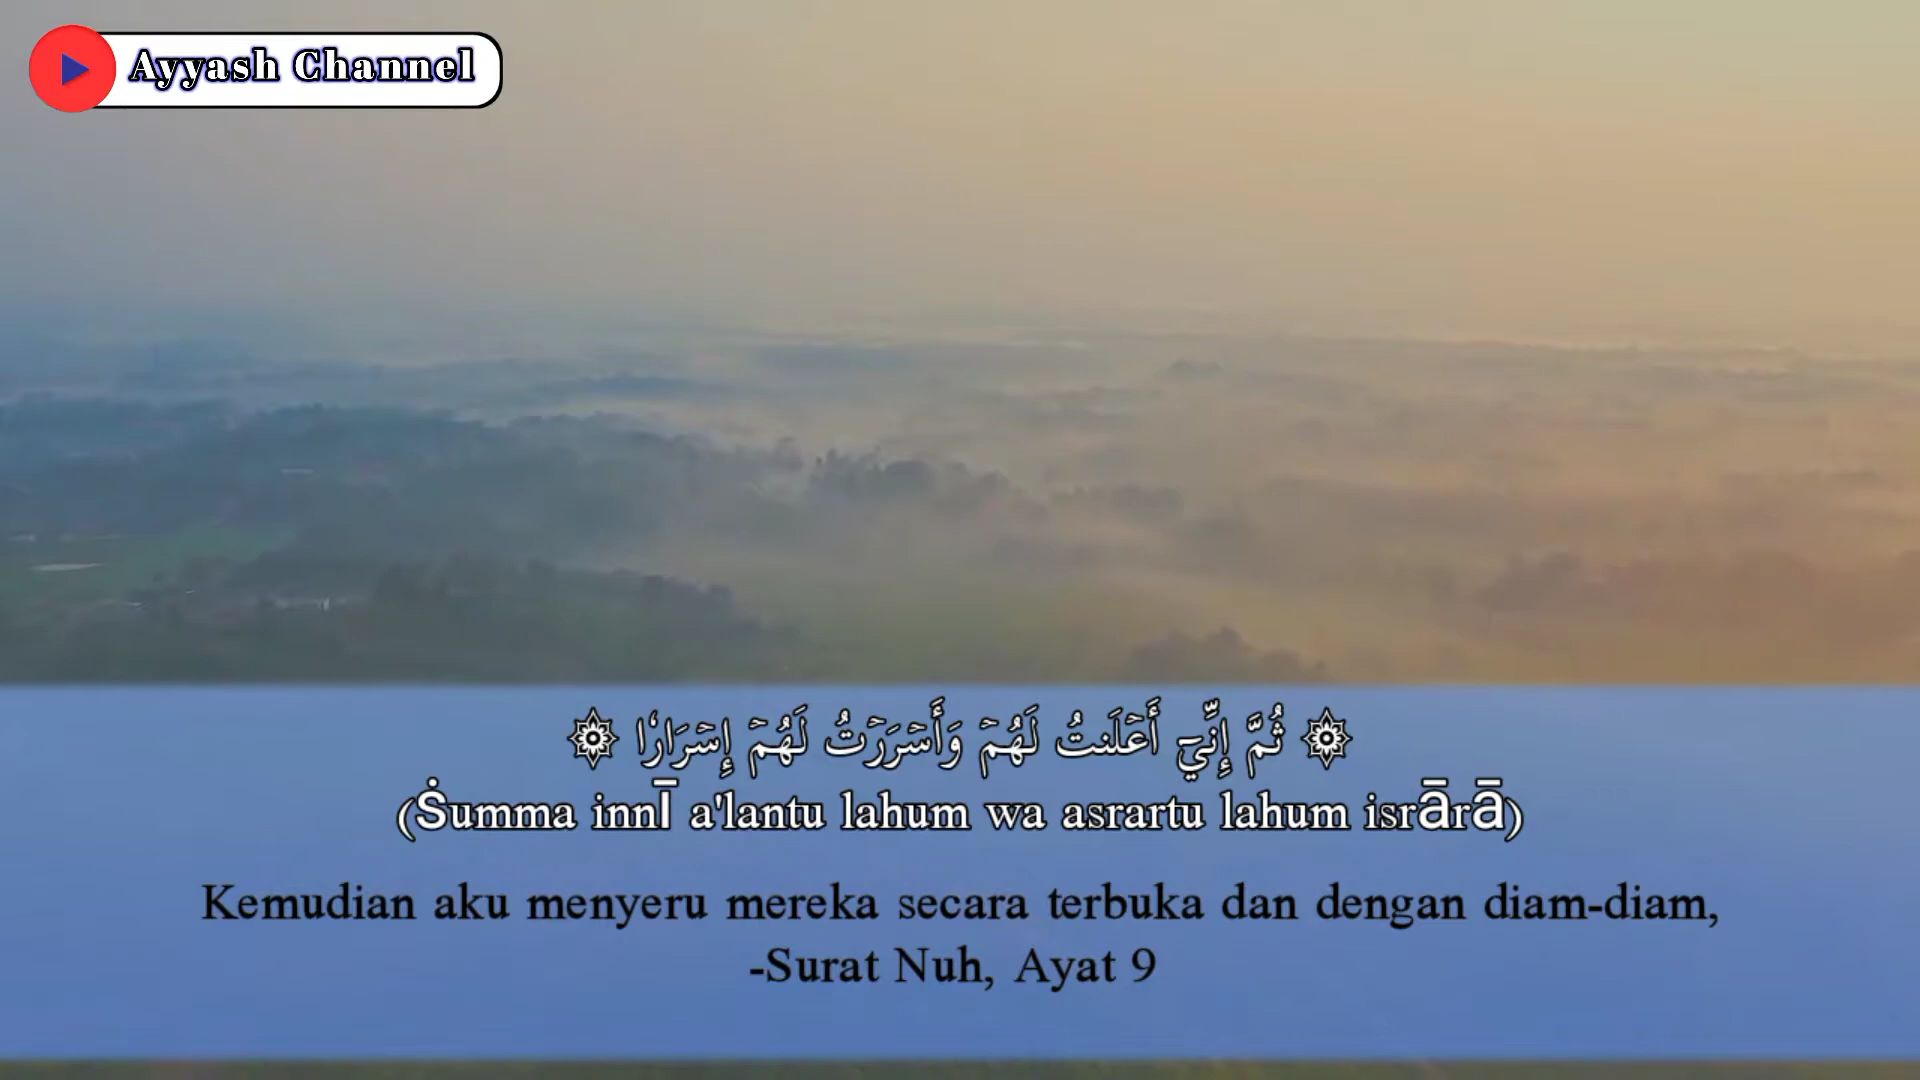 Ayyash Channel
۞ ثُمَّ إِنِّيٓ أَعۡلَنتُ لَهُمۡ وَأَسۡرَرۡتُ لَهُمۡ إِسۡرَارٗا ۞
(Ṡumma innī a'lantu lahum wa asrartu lahum isrārā)
Kemudian aku menyeru mereka secara terbuka dan dengan diam-diam,
-Surat Nuh, Ayat 9